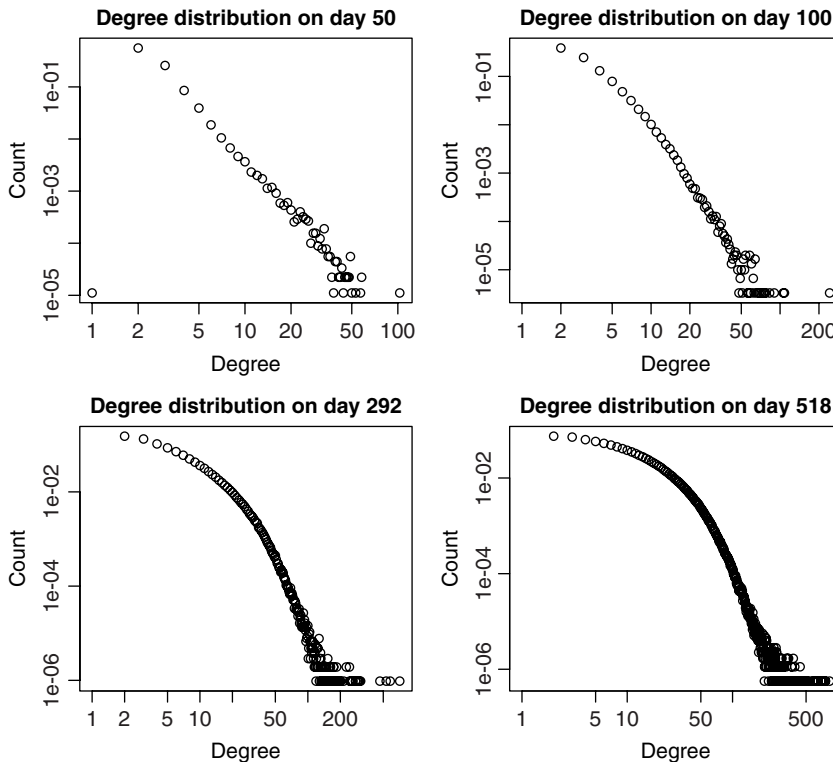 Degree distribution on day 50
Count
1e-01
1e-03
1e-05
1 2 5 10 20 50 100
Degree
Degree distribution on day 100
Count
1e-01
1e-03
1e-05
1 2 5 10 20 50 200
Degree
Degree distribution on day 292
Count
1e-02
1e-04
1e-06
1 2 5 10 50 200
Degree
Degree distribution on day 518
Count
1e-02
1e-04
1e-06
1 5 10 50 500
Degree